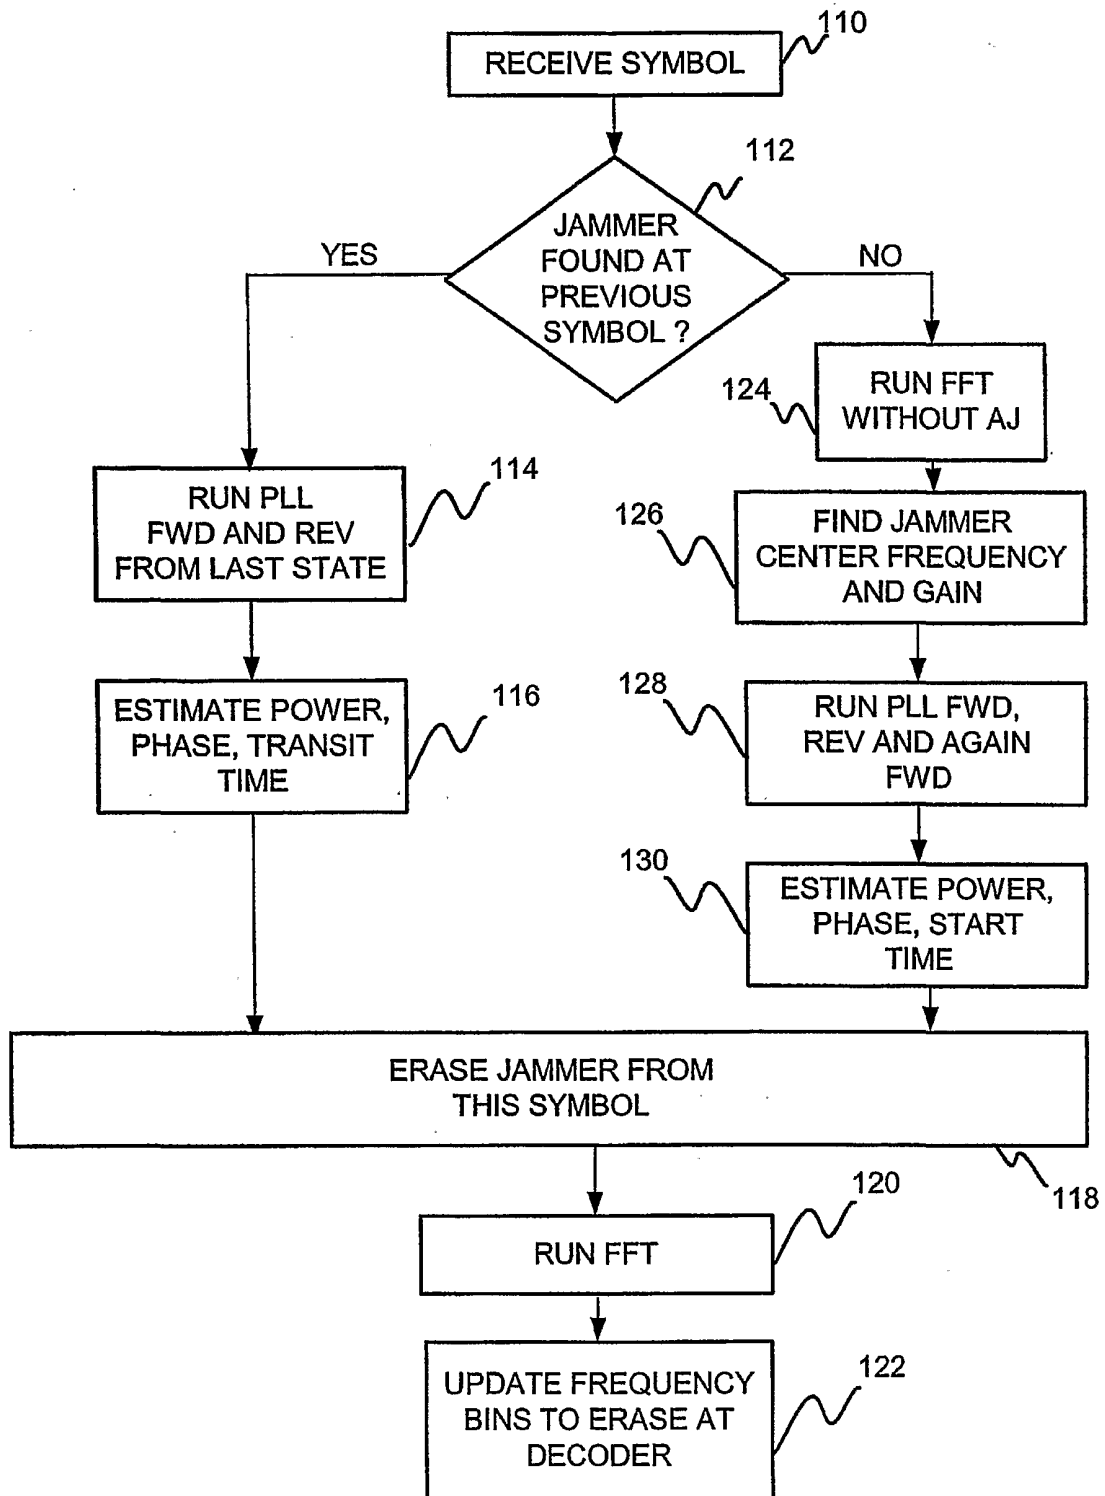 110
RECEIVE SYMBOL
112
JAMMER
FOUND AT
PREVIOUS
SYMBOL ?
YES
NO
124
RUN FFT
WITHOUT AJ
114
RUN PLL
FWD AND REV
FROM LAST STATE
126
FIND JAMMER
CENTER FREQUENCY
AND GAIN
116
ESTIMATE POWER,
PHASE, TRANSIT
TIME
128
RUN PLL FWD,
REV AND AGAIN
FWD
130
ESTIMATE POWER,
PHASE, START
TIME
ERASE JAMMER FROM
THIS SYMBOL
118
120
RUN FFT
122
UPDATE FREQUENCY
BINS TO ERASE AT
DECODER